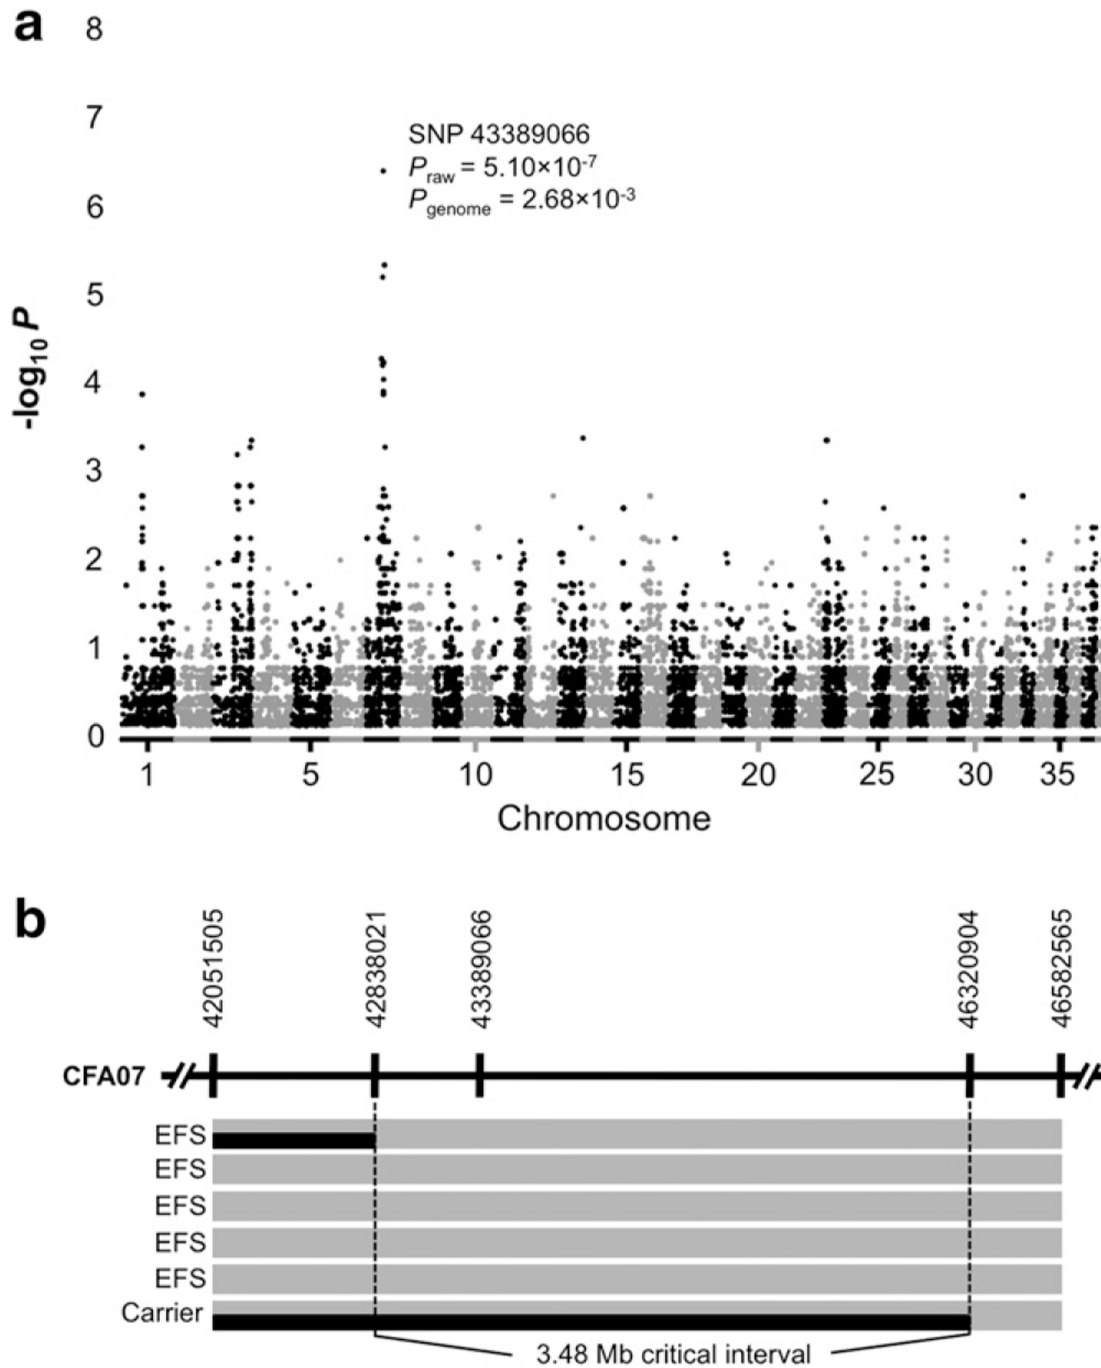 a
8
7
6
5
4
3
2
1
0
-log₁₀ P
SNP 43389066
Praw = 5.10×10⁻⁷
Pgenome = 2.68×10⁻³
1 5 10 15 20 25 30 35
Chromosome
b
42051505 42838021 43389066 46320904 46582565
CFA07
EFS
EFS
EFS
EFS
EFS
Carrier
3.48 Mb critical interval